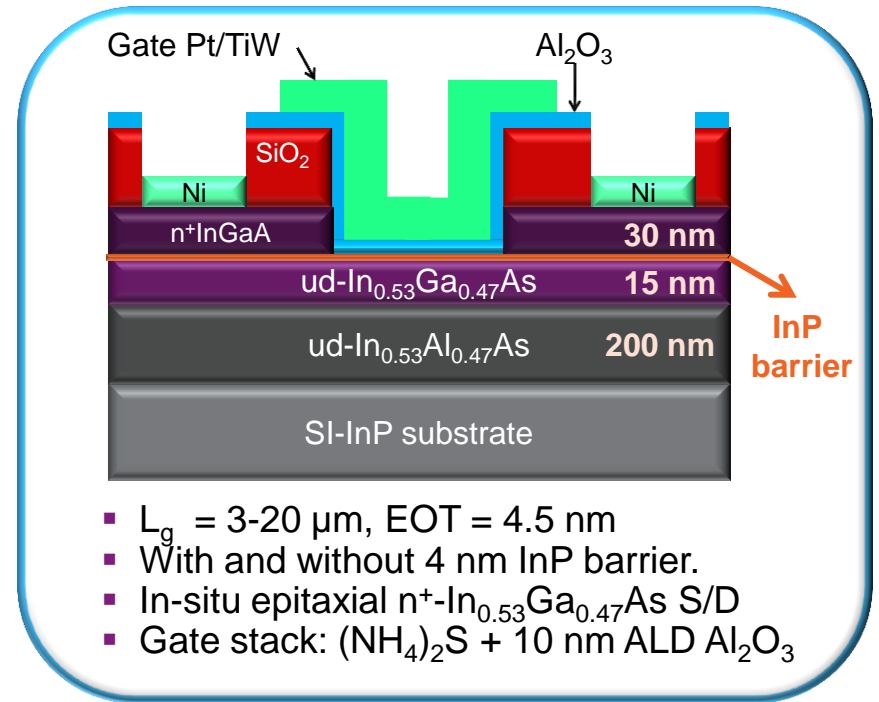 Gate Pt/TiW
Al₂O₃
SiO₂
Ni
Ni
n⁺InGaA
30 nm
ud-In₀.₅₃Ga₀.₄₇As
15 nm
InP
barrier
ud-In₀.₅₃Al₀.₄₇As
200 nm
SI-InP substrate
▪ L_g = 3-20 µm, EOT = 4.5 nm
▪ With and without 4 nm InP barrier.
▪ In-situ epitaxial n⁺-In₀.₅₃Ga₀.₄₇As S/D
▪ Gate stack: (NH₄)₂S + 10 nm ALD Al₂O₃